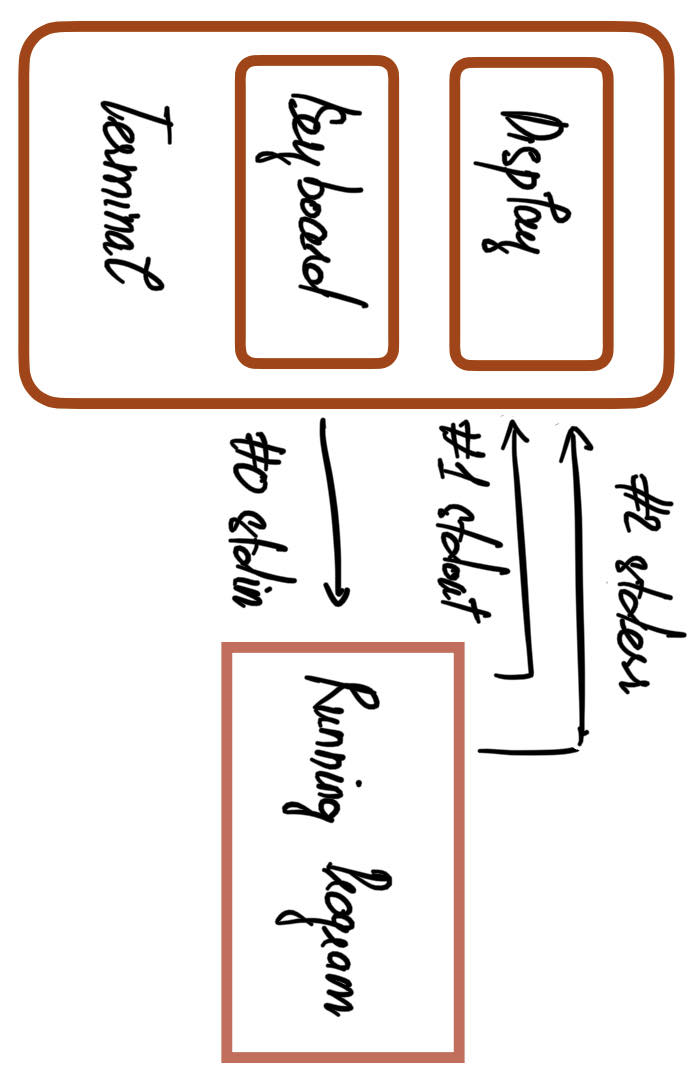 Display
Keyboard
Terminal
#2 stderr
#1 stdout
#0 stdin
Running Program